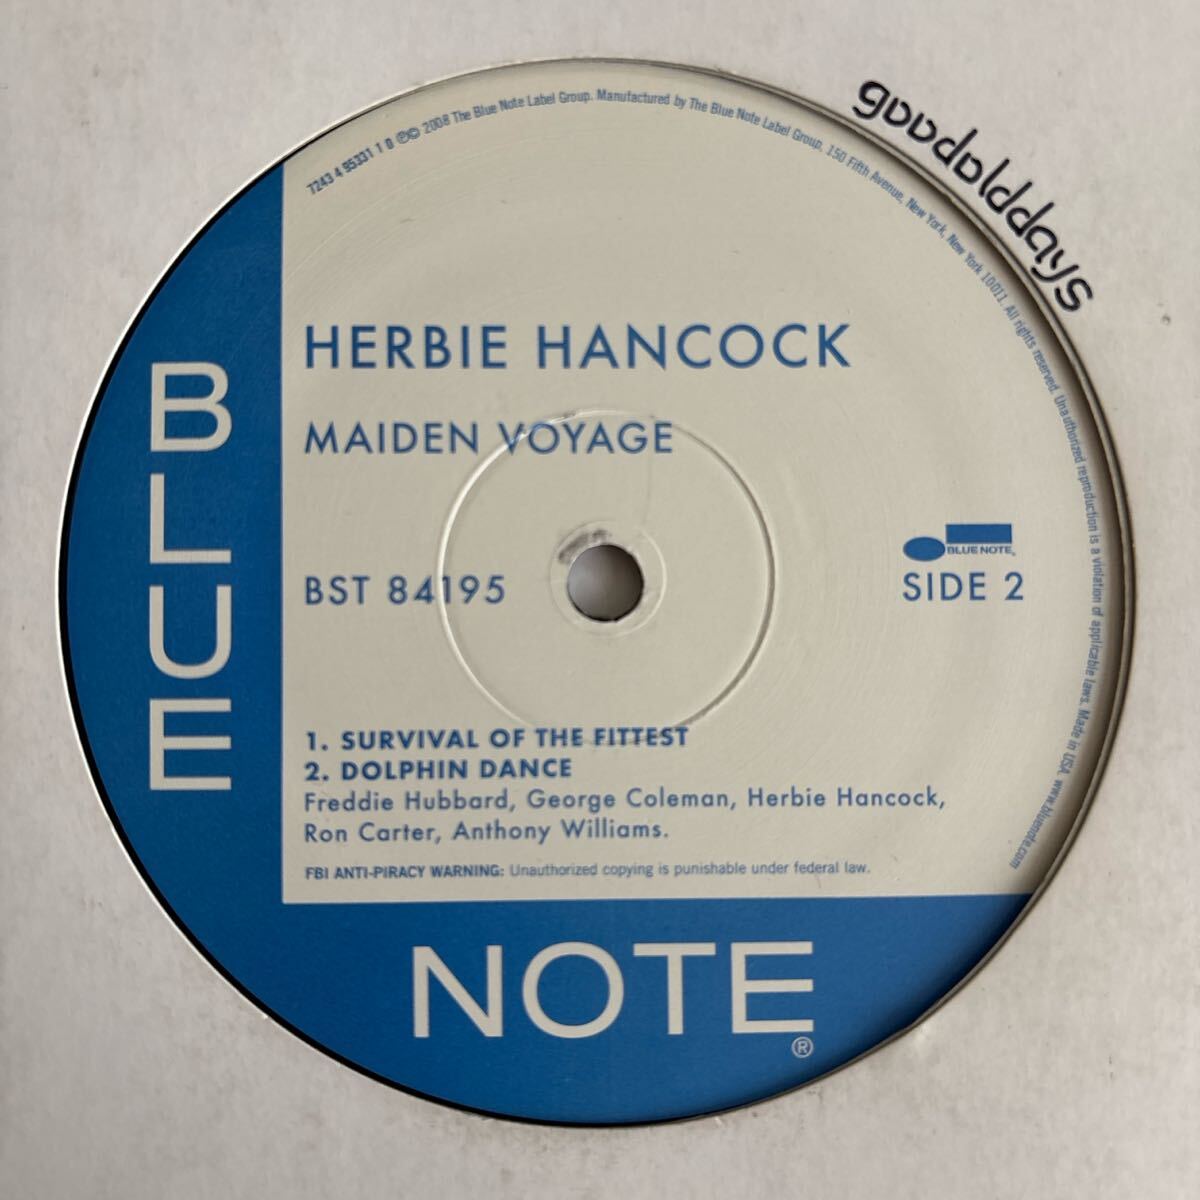 goodolddays
7243 4 95331 1 0 ℗© 2008 The Blue Note Label Group. Manufactured by The Blue Note Label Group, 150 Fifth Avenue, New York, New York 10011. All rights reserved. Unauthorized reproduction is a violation of applicable laws. Made in USA. www.bluenote.com
HERBIE HANCOCK
MAIDEN VOYAGE
BST 84195
BLUE NOTE®
SIDE 2
1. SURVIVAL OF THE FITTEST
2. DOLPHIN DANCE
Freddie Hubbard, George Coleman, Herbie Hancock,
Ron Carter, Anthony Williams.
FBI ANTI-PIRACY WARNING: Unauthorized copying is punishable under federal law.
BLUE
NOTE®